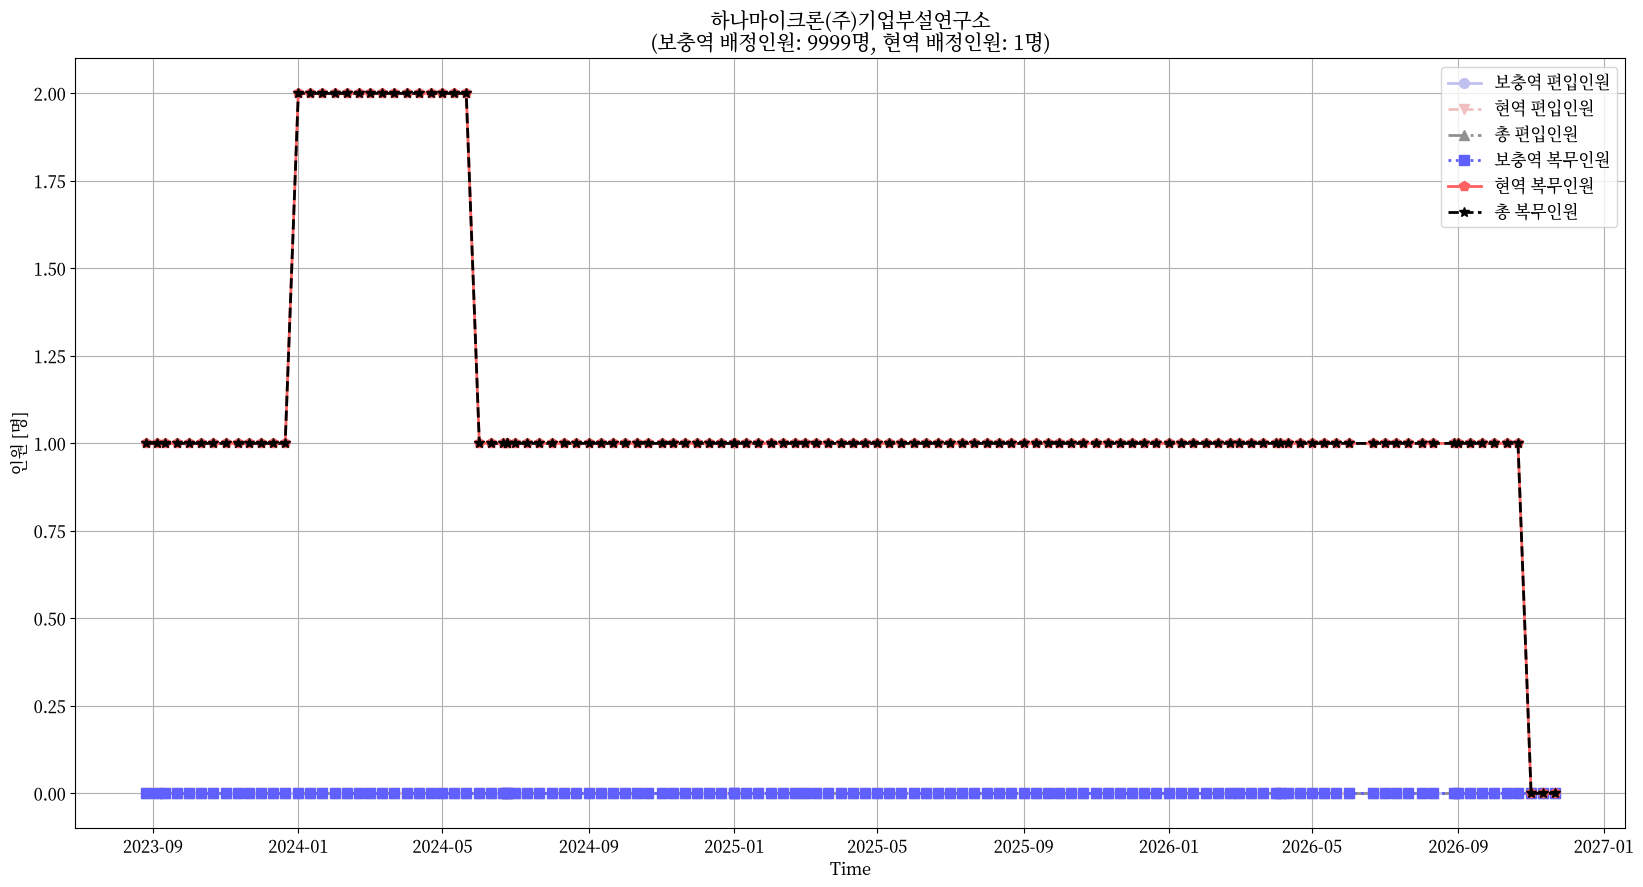 하나마이크론(주)기업부설연구소
(보충역 배정인원: 9999명, 현역 배정인원: 1명)
보충역 편입인원
현역 편입인원
총 편입인원
보충역 복무인원
현역 복무인원
총 복무인원
인원 [명]
2.00
1.75
1.50
1.25
1.00
0.75
0.50
0.25
0.00
2023-09
2024-01
2024-05
2024-09
2025-01
2025-05
2025-09
2026-01
2026-05
2026-09
2027-01
Time